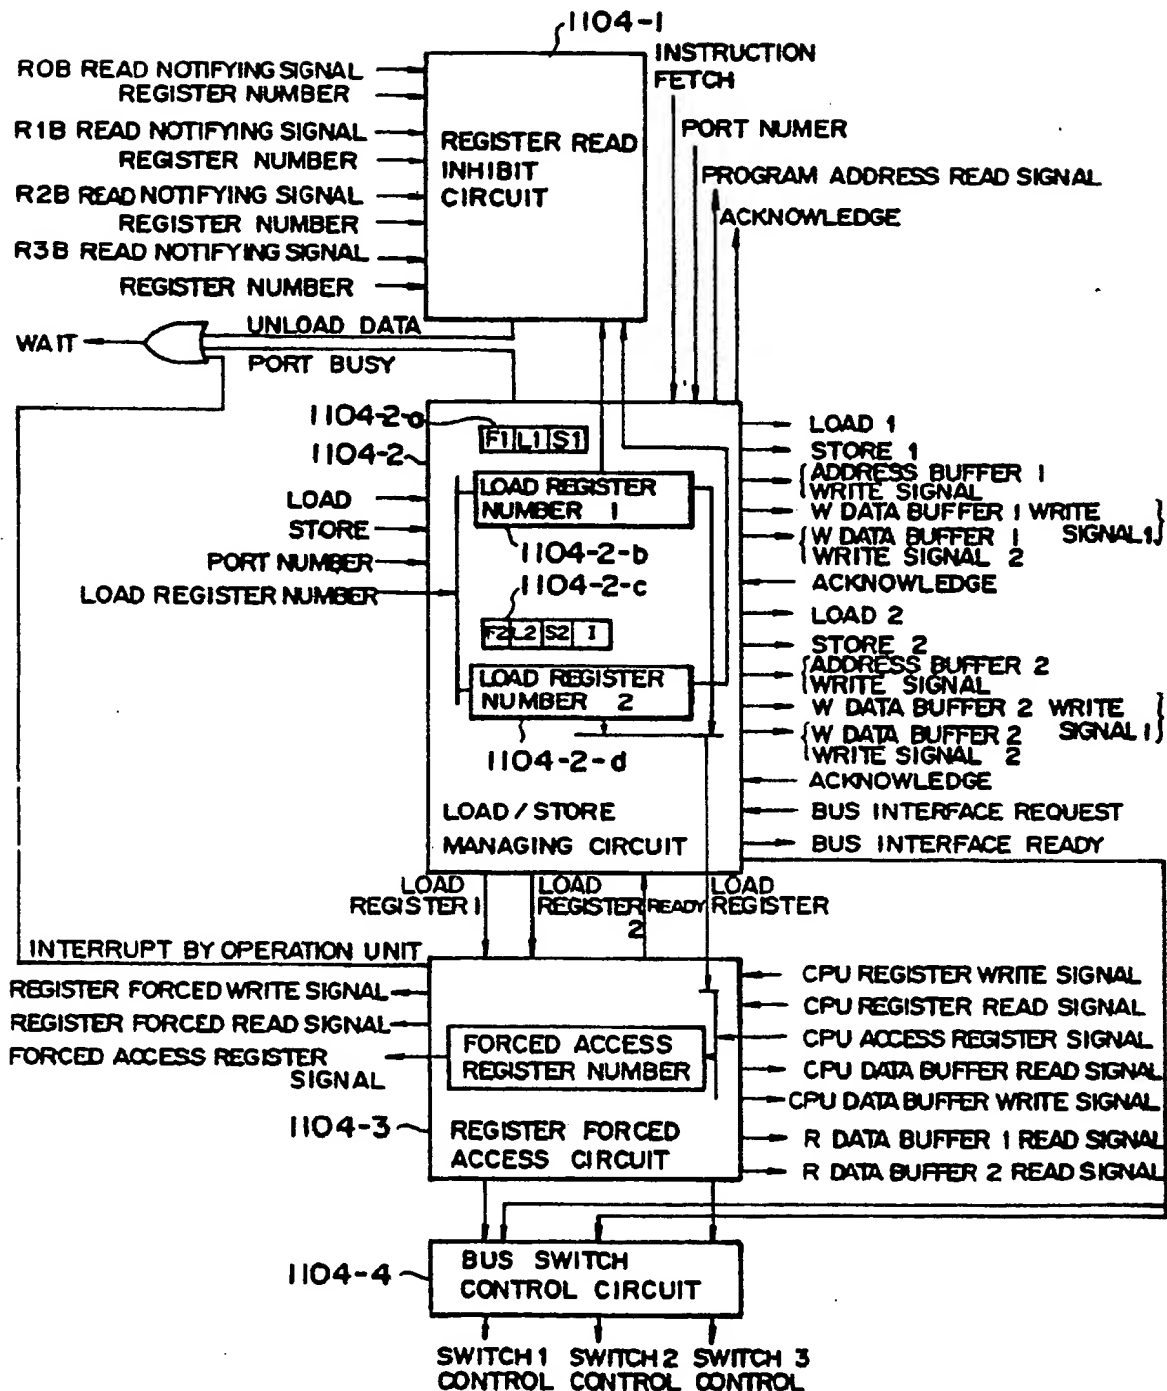 1104-1
INSTRUCTION
FETCH
R0B READ NOTIFYING SIGNAL
REGISTER NUMBER
R1B READ NOTIFYING SIGNAL
REGISTER NUMBER
R2B READ NOTIFYING SIGNAL
REGISTER NUMBER
R3B READ NOTIFYING SIGNAL
REGISTER NUMBER
REGISTER READ
INHIBIT
CIRCUIT
PORT NUMER
PROGRAM ADDRESS READ SIGNAL
ACKNOWLEDGE
WAIT
UNLOAD DATA
PORT BUSY
1104-2-a
1104-2
F1 L1 S1
LOAD REGISTER
NUMBER 1
1104-2-b
1104-2-c
LOAD
STORE
PORT NUMBER
LOAD REGISTER NUMBER
F2 L2 S2 I
LOAD REGISTER
NUMBER 2
1104-2-d
LOAD/STORE
MANAGING CIRCUIT
LOAD 1
STORE 1
ADDRESS BUFFER 1
WRITE SIGNAL
W DATA BUFFER 1 WRITE
SIGNAL 1
W DATA BUFFER 1
WRITE SIGNAL 2
ACKNOWLEDGE
LOAD 2
STORE 2
ADDRESS BUFFER 2
WRITE SIGNAL
W DATA BUFFER 2 WRITE
SIGNAL 1
W DATA BUFFER 2
WRITE SIGNAL 2
ACKNOWLEDGE
BUS INTERFACE REQUEST
BUS INTERFACE READY
LOAD
REGISTER 1
LOAD
REGISTER
2
READY
LOAD
REGISTER
INTERRUPT BY OPERATION UNIT
REGISTER FORCED WRITE SIGNAL
REGISTER FORCED READ SIGNAL
FORCED ACCESS REGISTER
SIGNAL
1104-3
FORCED ACCESS
REGISTER NUMBER
REGISTER FORCED
ACCESS CIRCUIT
CPU REGISTER WRITE SIGNAL
CPU REGISTER READ SIGNAL
CPU ACCESS REGISTER SIGNAL
CPU DATA BUFFER READ SIGNAL
CPU DATA BUFFER WRITE SIGNAL
R DATA BUFFER 1 READ SIGNAL
R DATA BUFFER 2 READ SIGNAL
1104-4
BUS SWITCH
CONTROL CIRCUIT
SWITCH 1
CONTROL
SWITCH 2
CONTROL
SWITCH 3
CONTROL